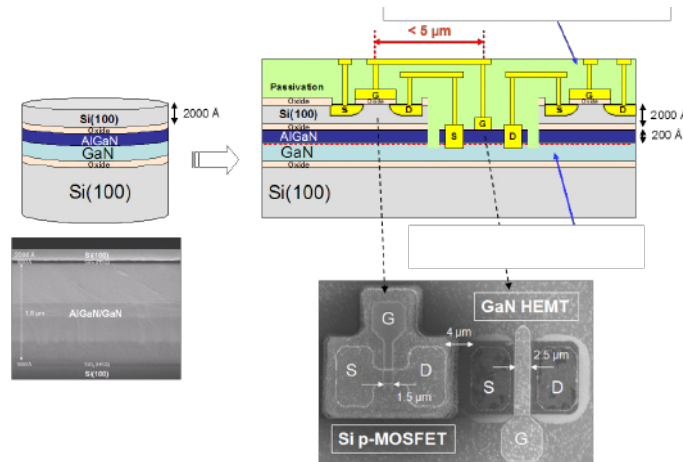 < 5 µm
Passivation
G
Oxide
Oxide
S
D
Si(100)
Oxide
AlGaN
GaN
Si(100)
G
S
D
G
Oxide
S
D
2000 Å
200 Å
Si(100)
Oxide
AlGaN
GaN
Oxide
Si(100)
2000 Å
Si(100)
AlGaN/GaN
Si(100)
G
S
D
1.5 µm
Si p-MOSFET
4 µm
GaN HEMT
2.5 µm
S
D
G